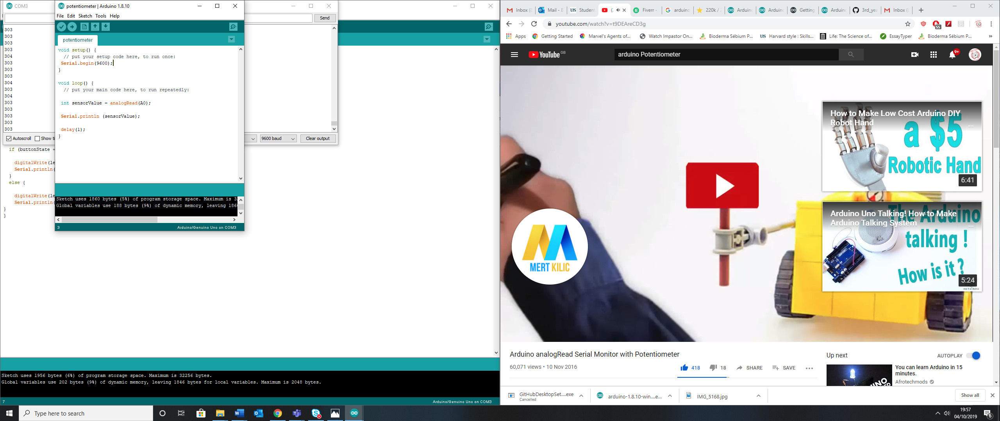 COM3
Send
303
303
303
303
304
303
303
303
304
303
304
303
303
303
303
303
Autoscroll
9600 baud
Clear output
potentiometer | Arduino 1.8.10
File Edit Sketch Tools Help
potentiometer
void setup() {
// put your setup code here, to run once:
Serial.begin(9600);
}
void loop() {
// put your main code here, to run repeatedly:
int sensorValue = analogRead(A0);
Serial.println (sensorValue);
delay(1);
}
Sketch uses 1860 bytes (5%) of program storage space. Maximum is
Global variables use 188 bytes (9%) of dynamic memory, leaving
3
Arduino/Genuino Uno on COM3
if (buttonState =
digitalWrite(le
Serial.println(
}
else {
digitalWrite(le
Serial.println(
}
}
Sketch uses 1956 bytes (6%) of program storage space. Maximum is 32256 bytes.
Global variables use 202 bytes (9%) of dynamic memory, leaving 1846 bytes for local variables. Maximum is 2048 bytes.
7
Arduino/Genuino Uno on COM3
Inbox (
Mail - B
US Student
Fiverr -
arduino
220k /
Arduino
Arduino
Getting
Arduino
3rd_yea
Inbox (
youtube.com/watch?v=t9DEAreCD3g
55
Apps
Getting Started
Marvel's Agents of...
Watch Impastor On...
Bioderma Sébium P...
US Harvard style : Skills...
Life: The Science of...
EssayTyper
Bioderma Sébium P...
YouTube GB
arduino Potentiometer
9+
How to Make Low Cost Arduino DIY
Robot Hand
a $5
Robotic Hand
6:41
Arduino Uno Talking! How to Make
Arduino Talking System
The Arduino
talking !
How is it ?
JBL
5:24
mert arduino
MERT KILIC
Arduino analogRead Serial Monitor with Potentiometer
60,071 views • 10 Nov 2016
418
18
SHARE
SAVE
Up next
AUTOPLAY
You can learn Arduino in 15
minutes.
Afrotechmods
GitHubDesktopSet....exe
Cancelled
arduino-1.8.10-win....e...
IMG_5168.jpg
Show all
Type here to search
19:57
04/10/2019
6